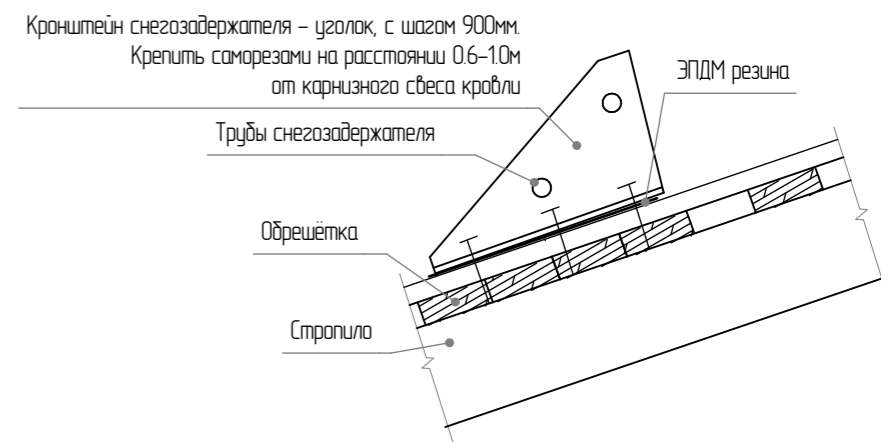 Кронштейн снегозадержателя – уголок, с шагом 900мм.
Крепить саморезами на расстоянии 0.6–1.0м
от карнизного свеса кровли
ЭПДМ резина
Трубы снегозадержателя
Обрешётка
Стропило